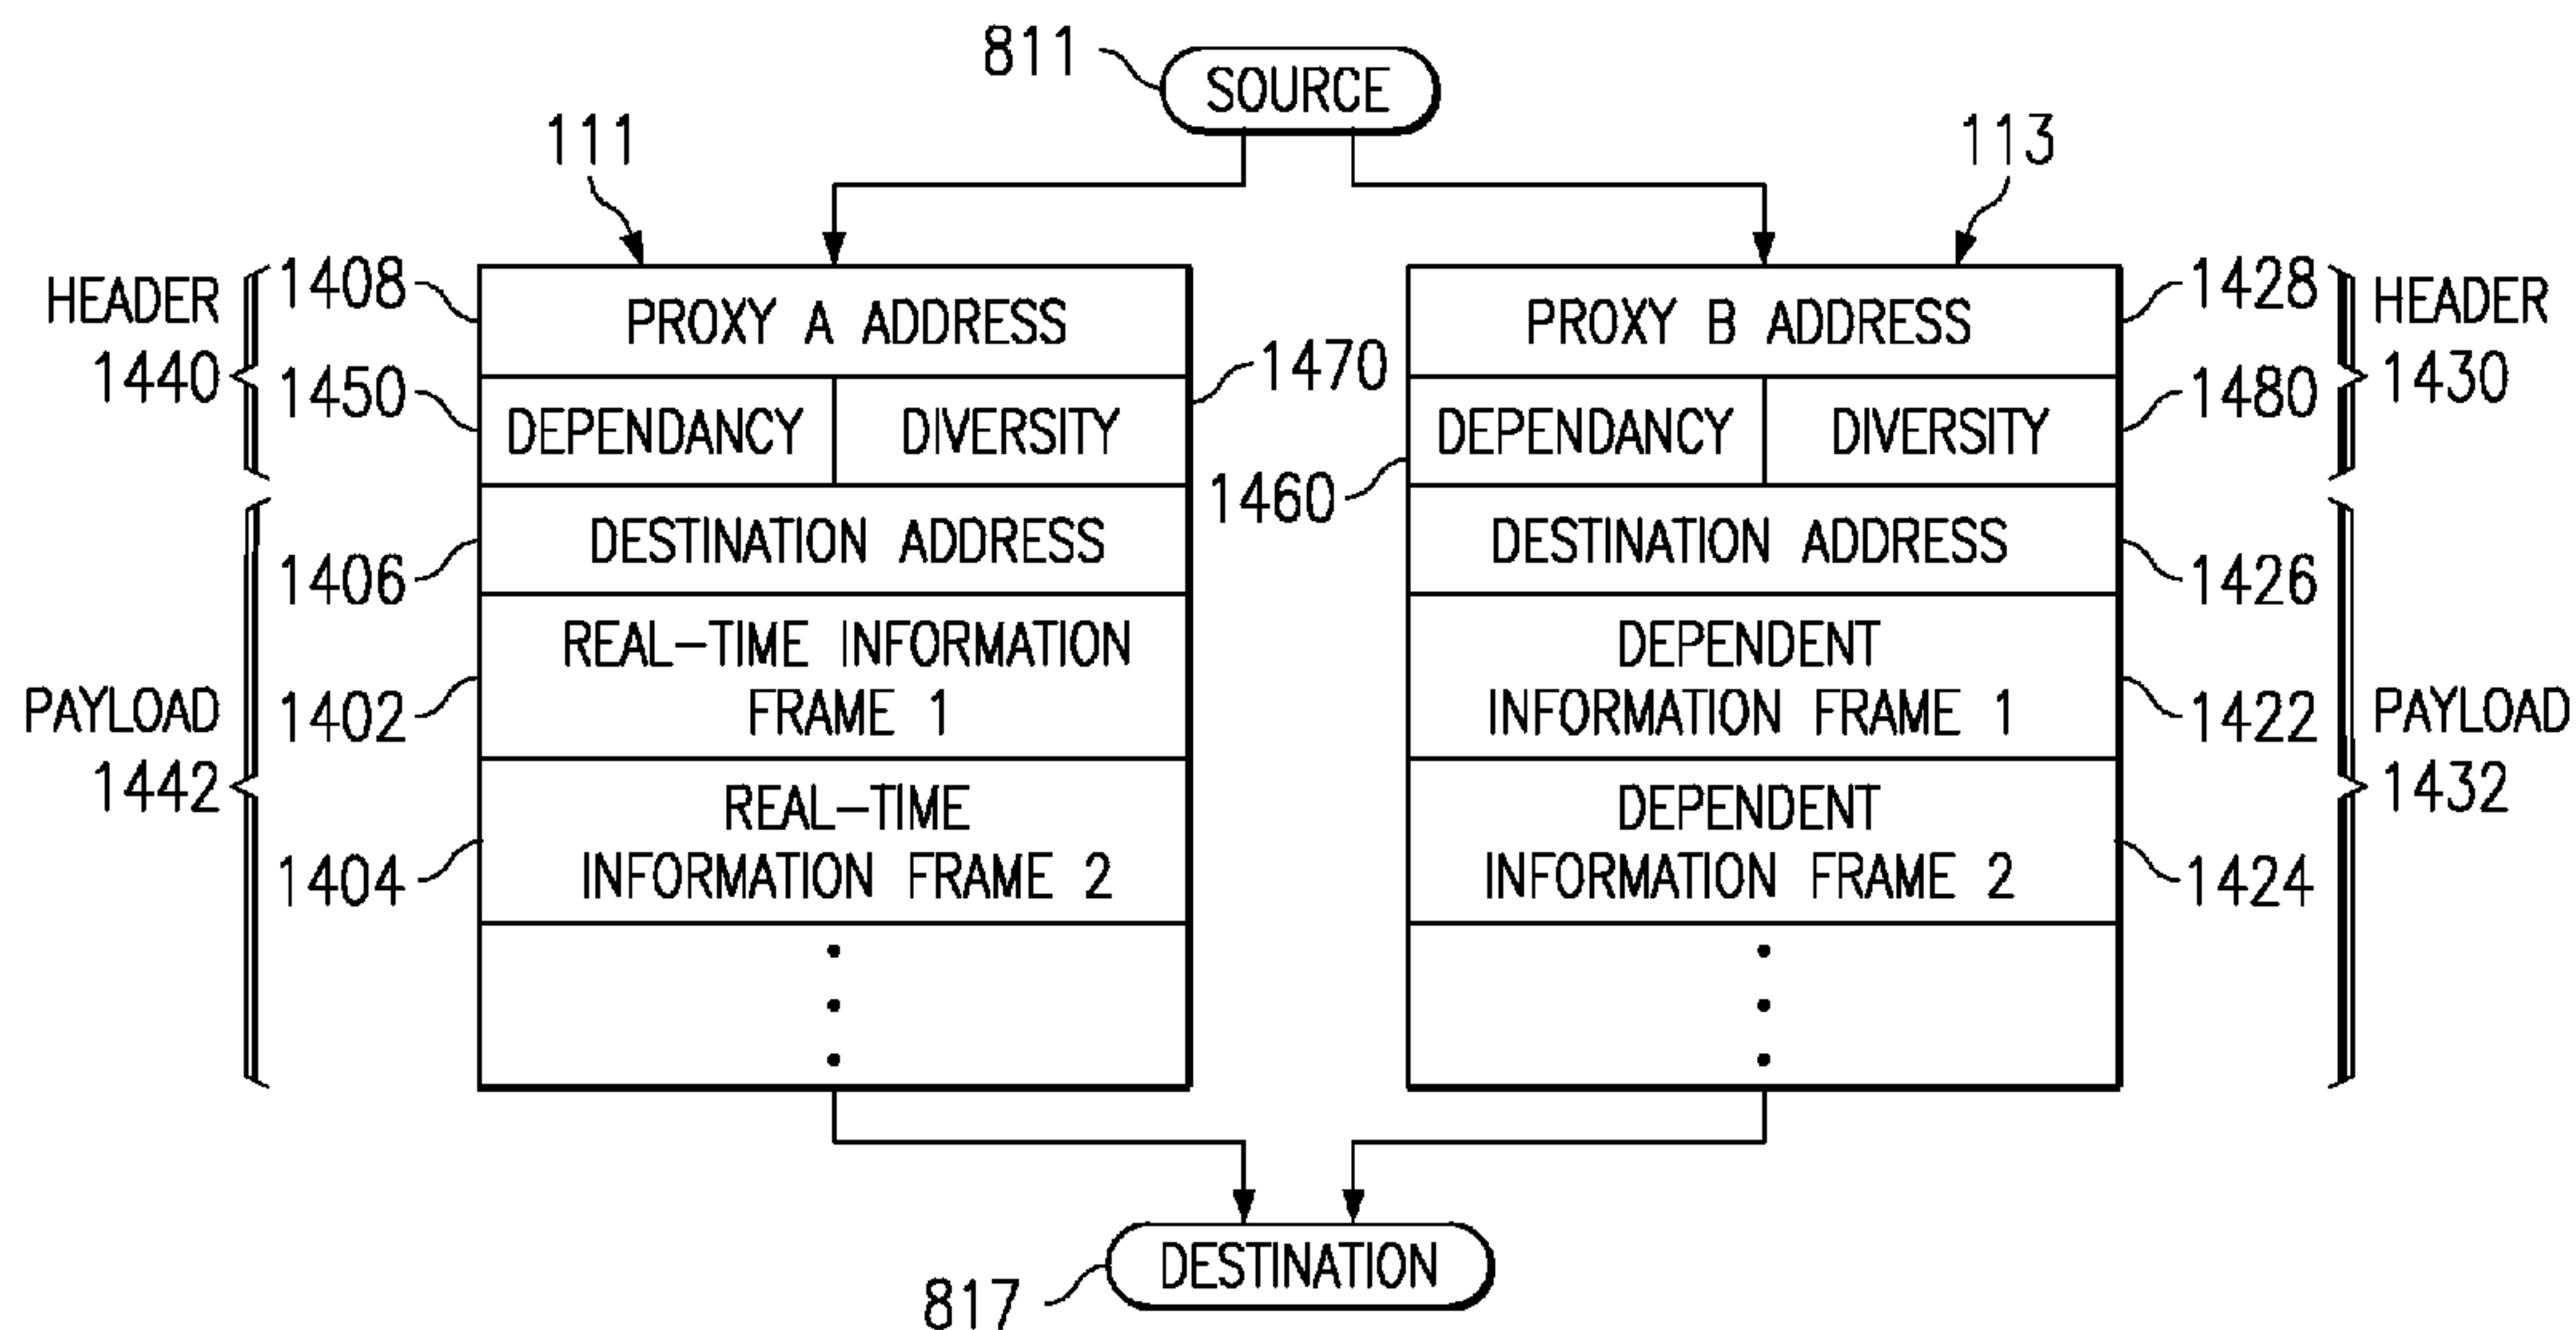 811
SOURCE
111
113
HEADER
1440
1408
PROXY A ADDRESS
1450
DEPENDANCY
DIVERSITY
1470
PAYLOAD
1442
1406
DESTINATION ADDRESS
1402
REAL-TIME INFORMATION
FRAME 1
1404
REAL-TIME
INFORMATION FRAME 2
PROXY B ADDRESS
1428
HEADER
1430
1460
DEPENDANCY
DIVERSITY
1480
DESTINATION ADDRESS
1426
DEPENDENT
INFORMATION FRAME 1
1422
PAYLOAD
1432
DEPENDENT
INFORMATION FRAME 2
1424
DESTINATION
817